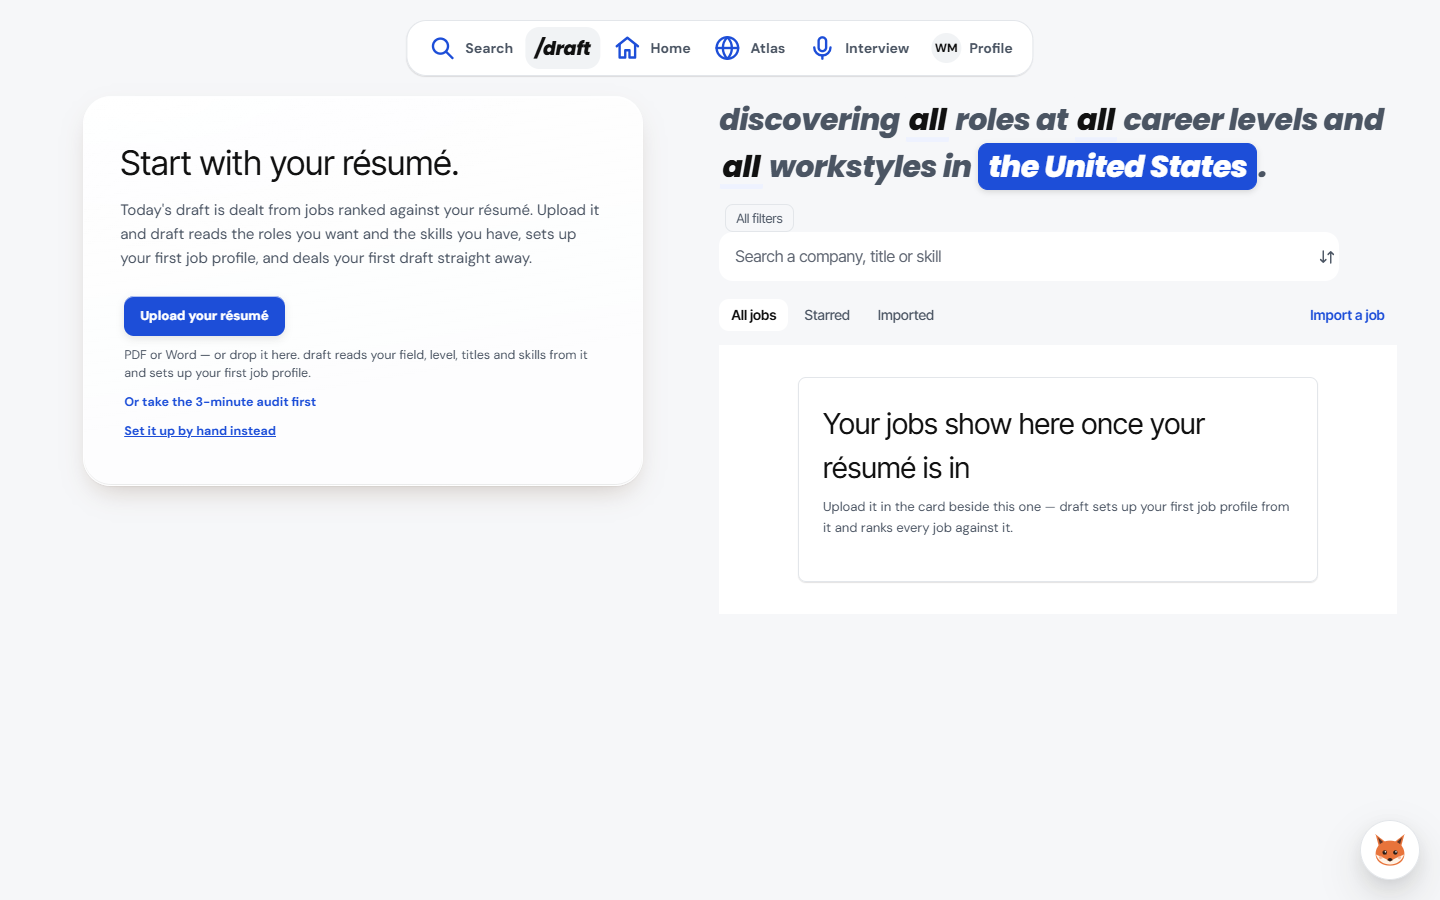 Search
/draft
Home
Atlas
Interview
WM
Profile
Start with your résumé.
Today's draft is dealt from jobs ranked against your résumé. Upload it
and draft reads the roles you want and the skills you have, sets up
your first job profile, and deals your first draft straight away.
Upload your résumé
PDF or Word — or drop it here. draft reads your field, level, titles and skills from it
and sets up your first job profile.
Or take the 3-minute audit first
Set it up by hand instead
discovering all roles at all career levels and
all workstyles in the United States .
All filters
Search a company, title or skill
All jobs
Starred
Imported
Import a job
Your jobs show here once your
résumé is in
Upload it in the card beside this one — draft sets up your first job profile from
it and ranks every job against it.